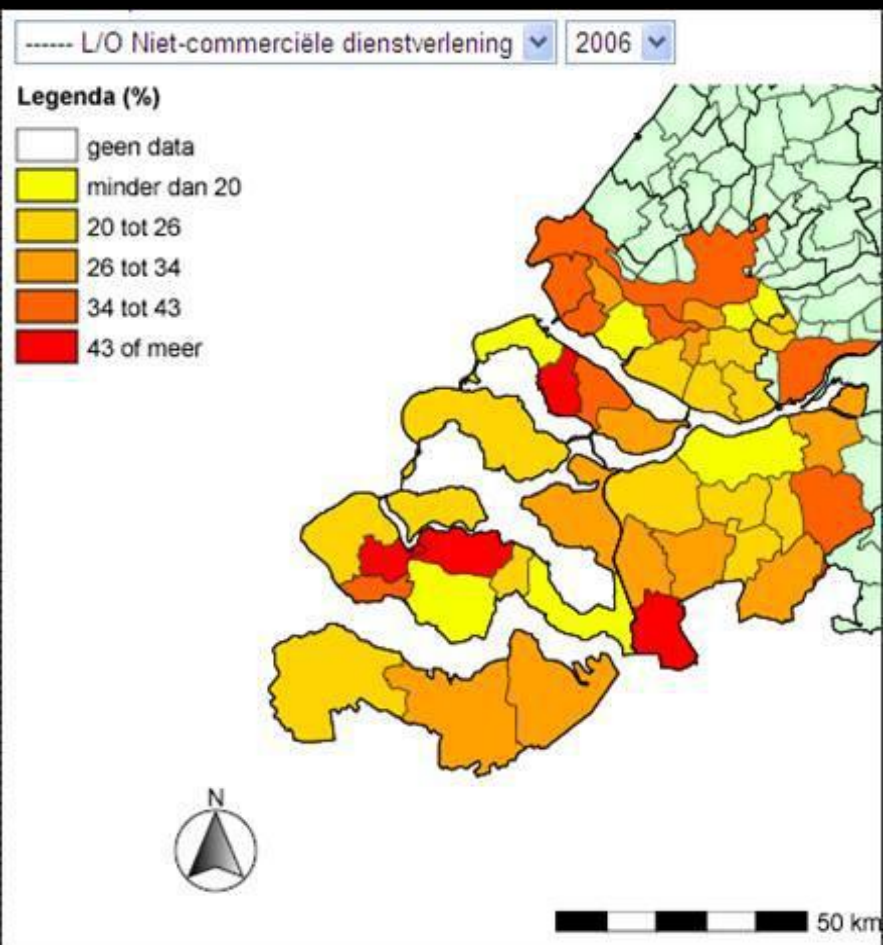 ------ L/O Niet-commerciële dienstverlening 2006
Legenda (%)
geen data
minder dan 20
20 tot 26
26 tot 34
34 tot 43
43 of meer
N
50 km